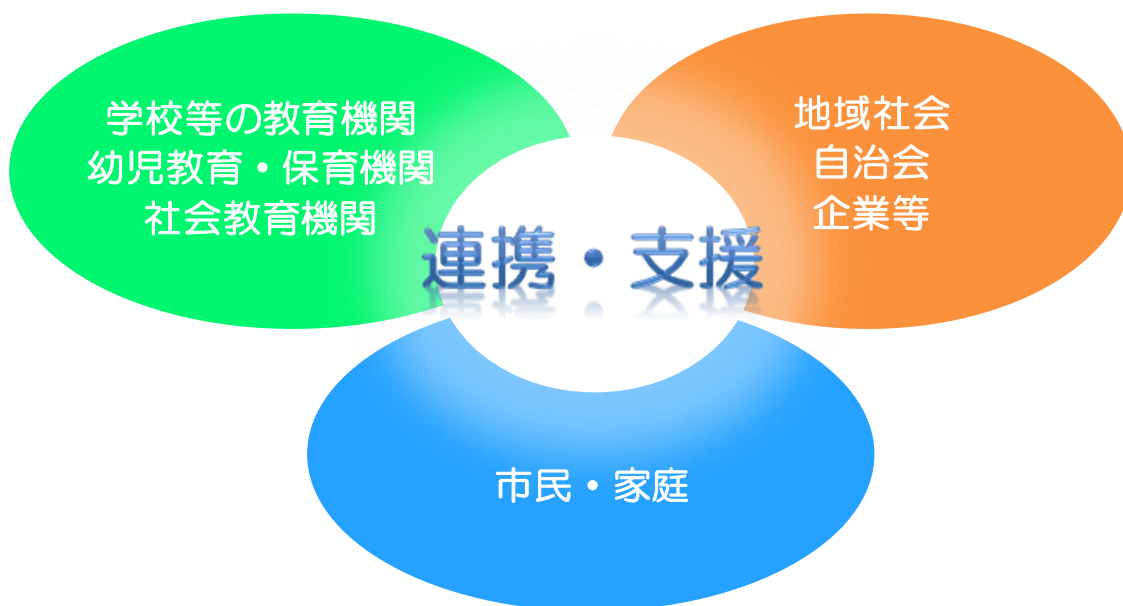 学校等の教育機関
幼児教育・保育機関
社会教育機関
地域社会
自治会
企業等
連携・支援
市民・家庭